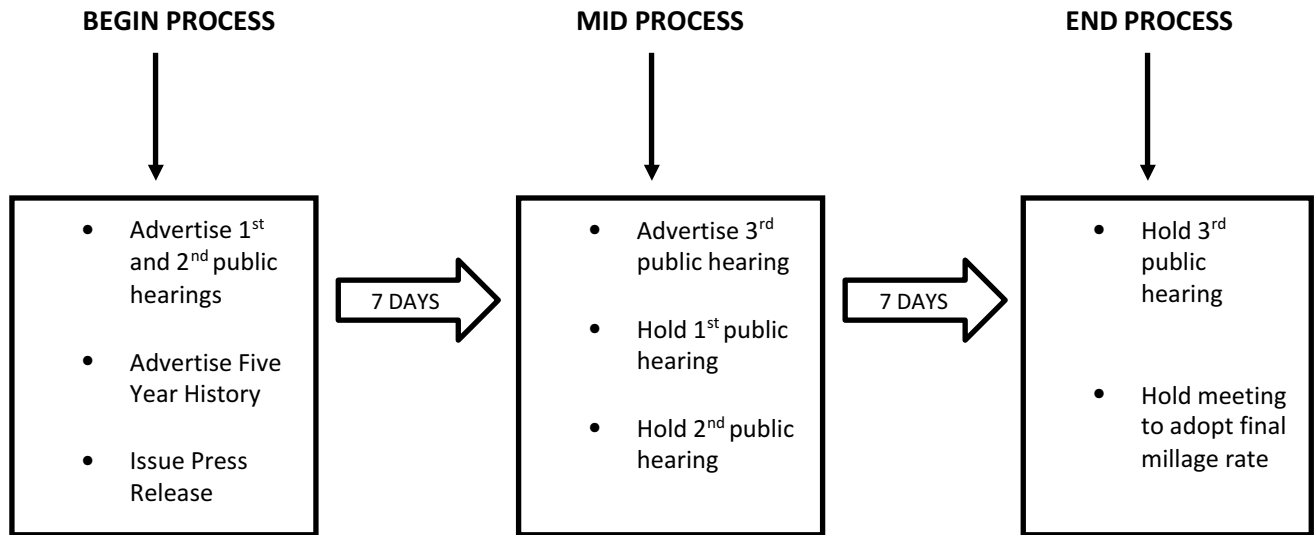 BEGIN PROCESS
MID PROCESS
END PROCESS
• Advertise 1st
and 2nd public
hearings
• Advertise Five
Year History
• Issue Press
Release
7 DAYS
• Advertise 3rd
public hearing
• Hold 1st public
hearing
• Hold 2nd public
hearing
7 DAYS
• Hold 3rd
public
hearing
• Hold meeting
to adopt final
millage rate